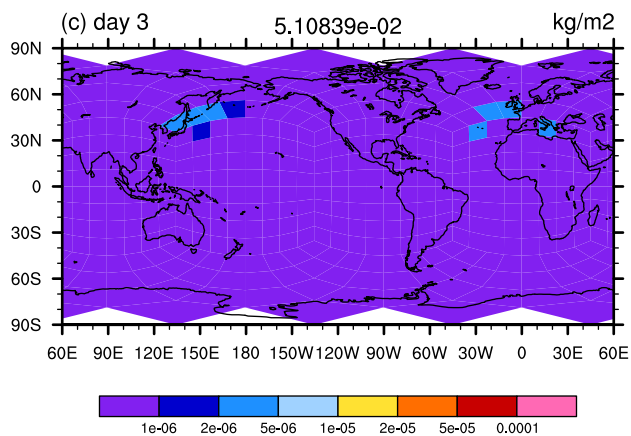 (c) day 3 5.10839e-02 kg/m2
90N
60N
30N
0
30S
60S
90S
60E 90E 120E 150E 180 150W 120W 90W 60W 30W 0 30E 60E
1e-06 2e-06 5e-06 1e-05 2e-05 5e-05 0.0001